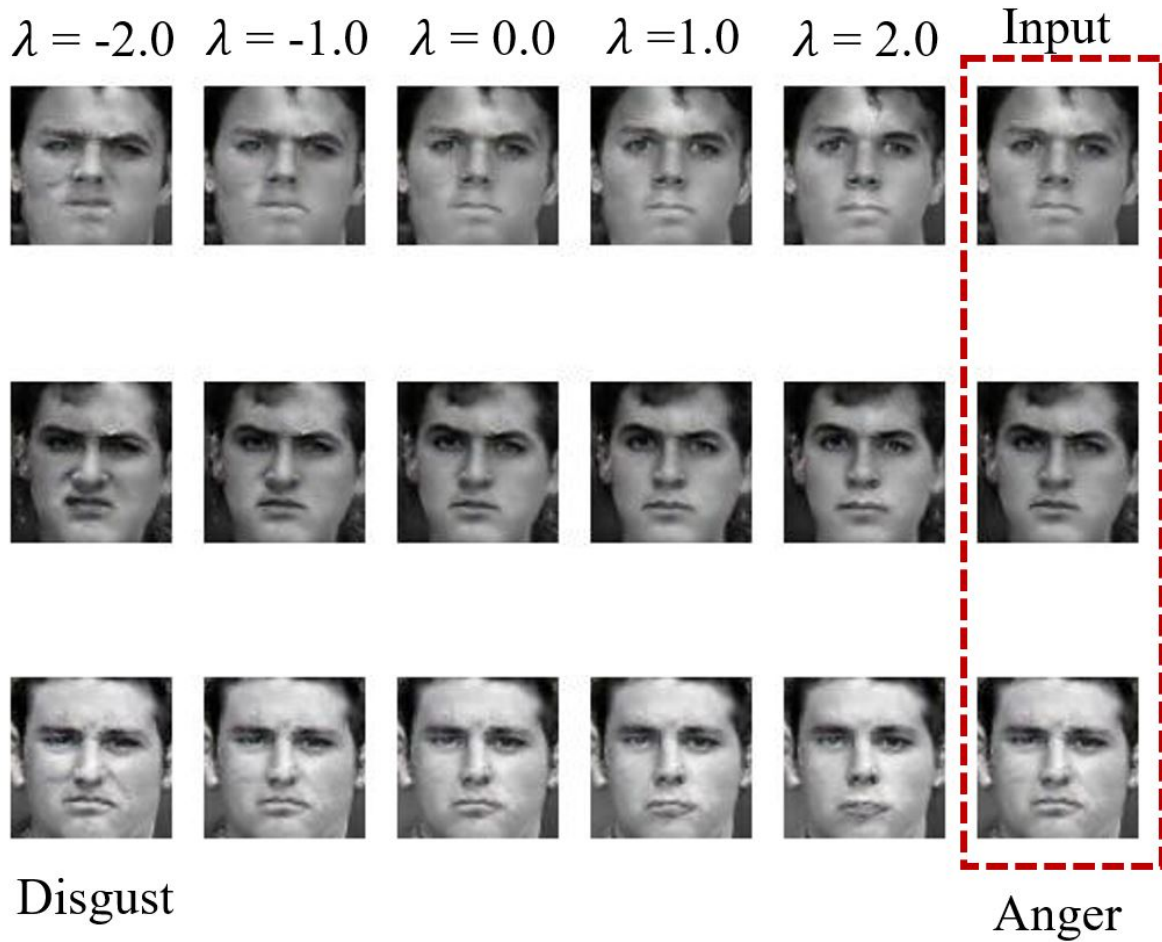 λ = -2.0 λ = -1.0 λ = 0.0 λ =1.0 λ = 2.0 Input
Disgust Anger